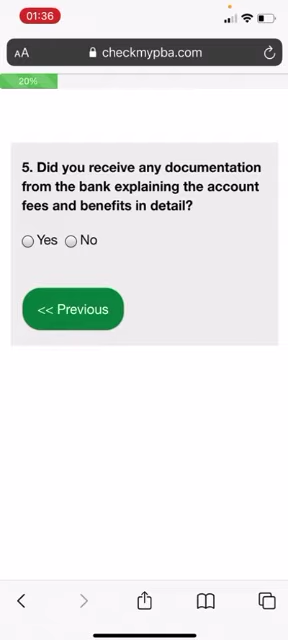 01:36
AA checkmypba.com
20%
5. Did you receive any documentation
from the bank explaining the account
fees and benefits in detail?
Yes No
<< Previous